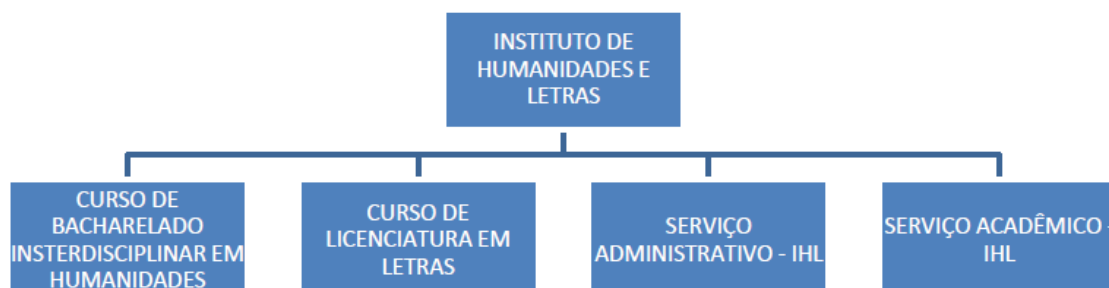 INSTITUTO DE
HUMANIDADES E
LETRAS
CURSO DE
BACHARELADO
INSTERDISCIPLINAR EM
HUMANIDADES
CURSO DE
LICENCIATURA EM
LETRAS
SERVIÇO
ADMINISTRATIVO - IHL
SERVIÇO ACADÊMICO -
IHL